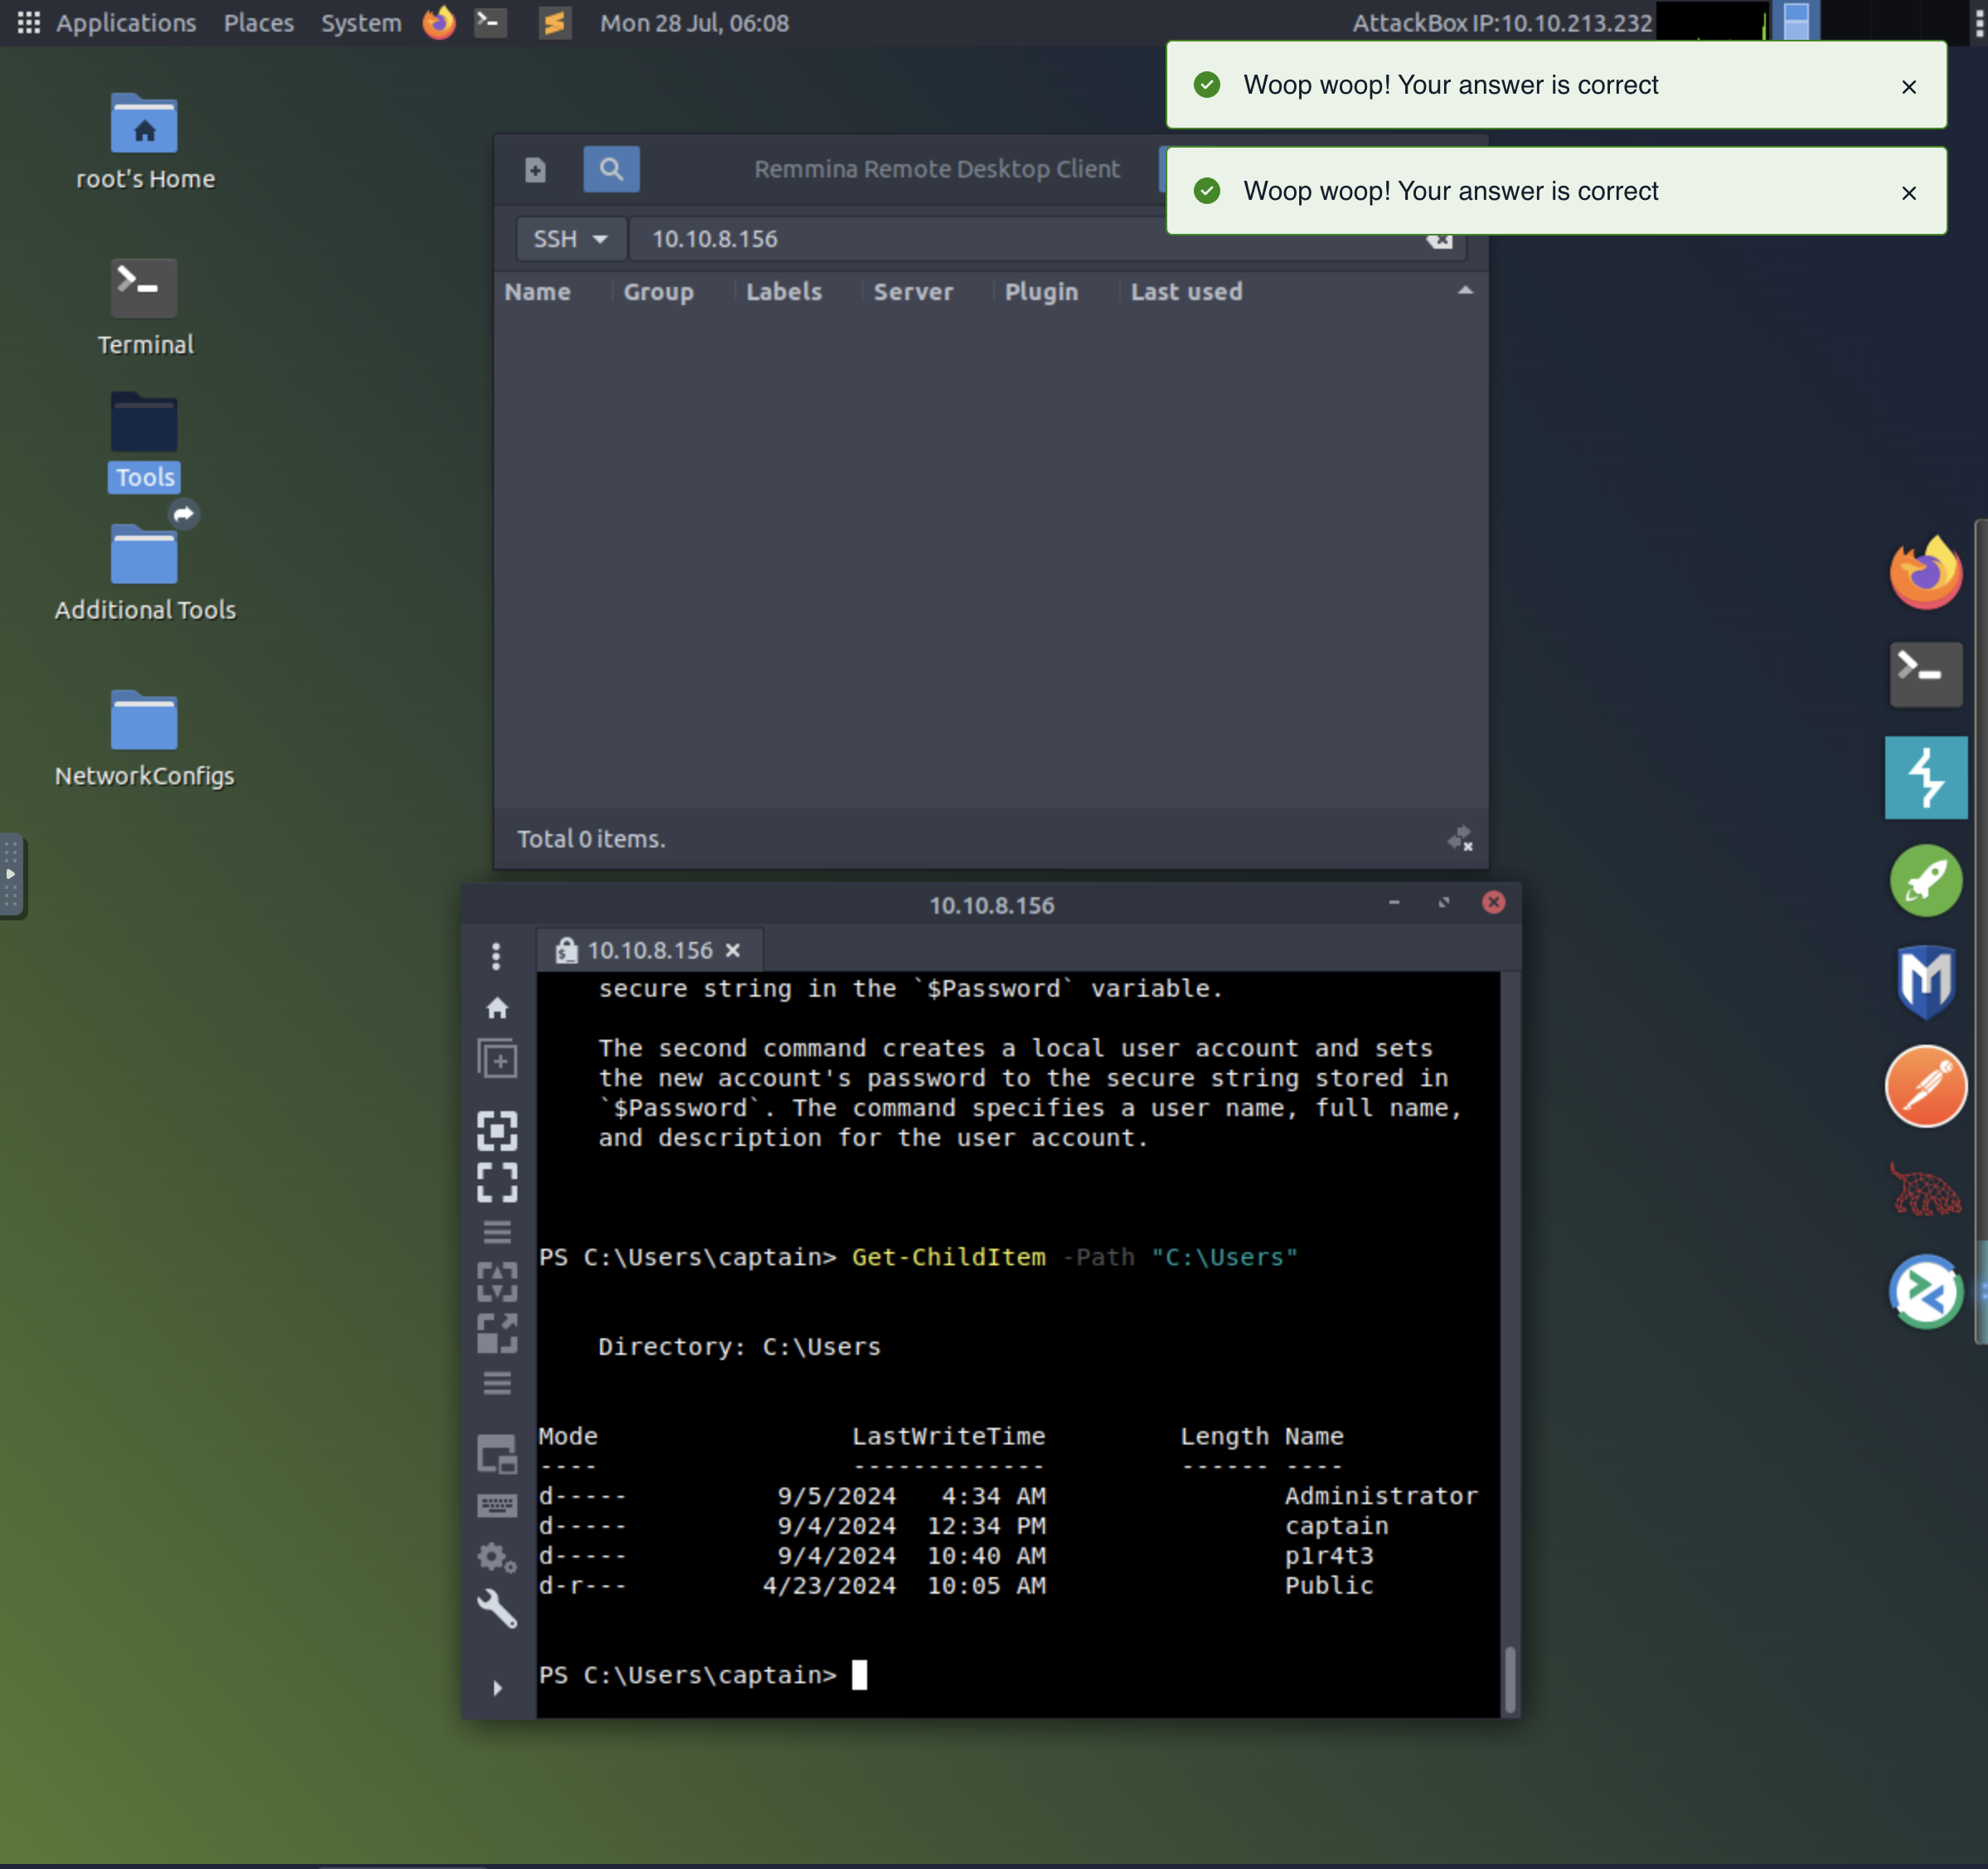 Applications Places System Mon 28 Jul, 06:08 AttackBox IP:10.10.213.232
Woop woop! Your answer is correct
Woop woop! Your answer is correct
root's Home
Terminal
Tools
Additional Tools
NetworkConfigs
Remmina Remote Desktop Client
SSH 10.10.8.156
Name Group Labels Server Plugin Last used
Total 0 items.
10.10.8.156
10.10.8.156
secure string in the `$Password` variable.
The second command creates a local user account and sets
the new account's password to the secure string stored in
`$Password`. The command specifies a user name, full name,
and description for the user account.
PS C:\Users\captain> Get-ChildItem -Path "C:\Users"
Directory: C:\Users
Mode LastWriteTime Length Name
---- ------------- ------ ----
d----- 9/5/2024 4:34 AM Administrator
d----- 9/4/2024 12:34 PM captain
d----- 9/4/2024 10:40 AM p1r4t3
d-r--- 4/23/2024 10:05 AM Public
PS C:\Users\captain>